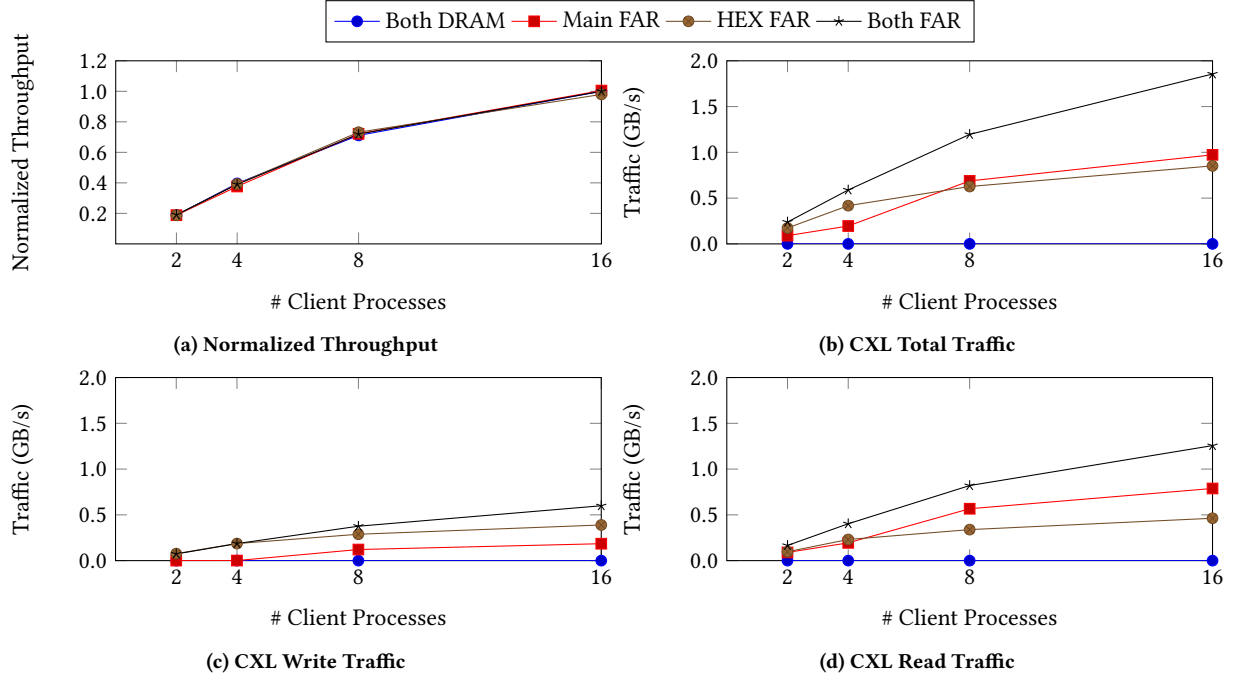 Both DRAM Main FAR HEX FAR Both FAR
Normalized Throughput
1.2
1.0
0.8
0.6
0.4
0.2
2 4 8 16
# Client Processes
(a) Normalized Throughput
Traffic (GB/s)
2.0
1.5
1.0
0.5
0.0
2 4 8 16
# Client Processes
(b) CXL Total Traffic
Traffic (GB/s)
2.0
1.5
1.0
0.5
0.0
2 4 8 16
# Client Processes
(c) CXL Write Traffic
Traffic (GB/s)
2.0
1.5
1.0
0.5
0.0
2 4 8 16
# Client Processes
(d) CXL Read Traffic